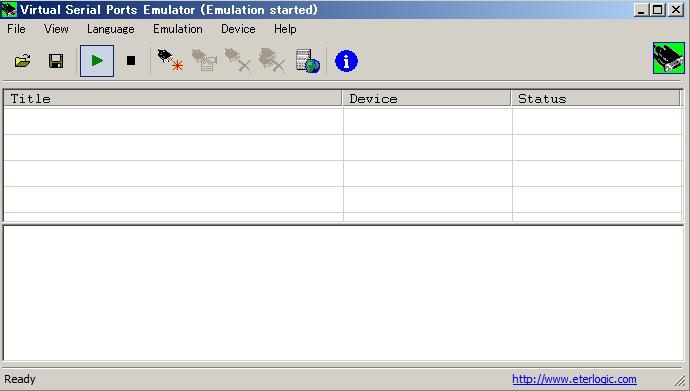 Virtual Serial Ports Emulator (Emulation started)
File View Language Emulation Device Help
Title Device Status
Ready http://www.eterlogic.com